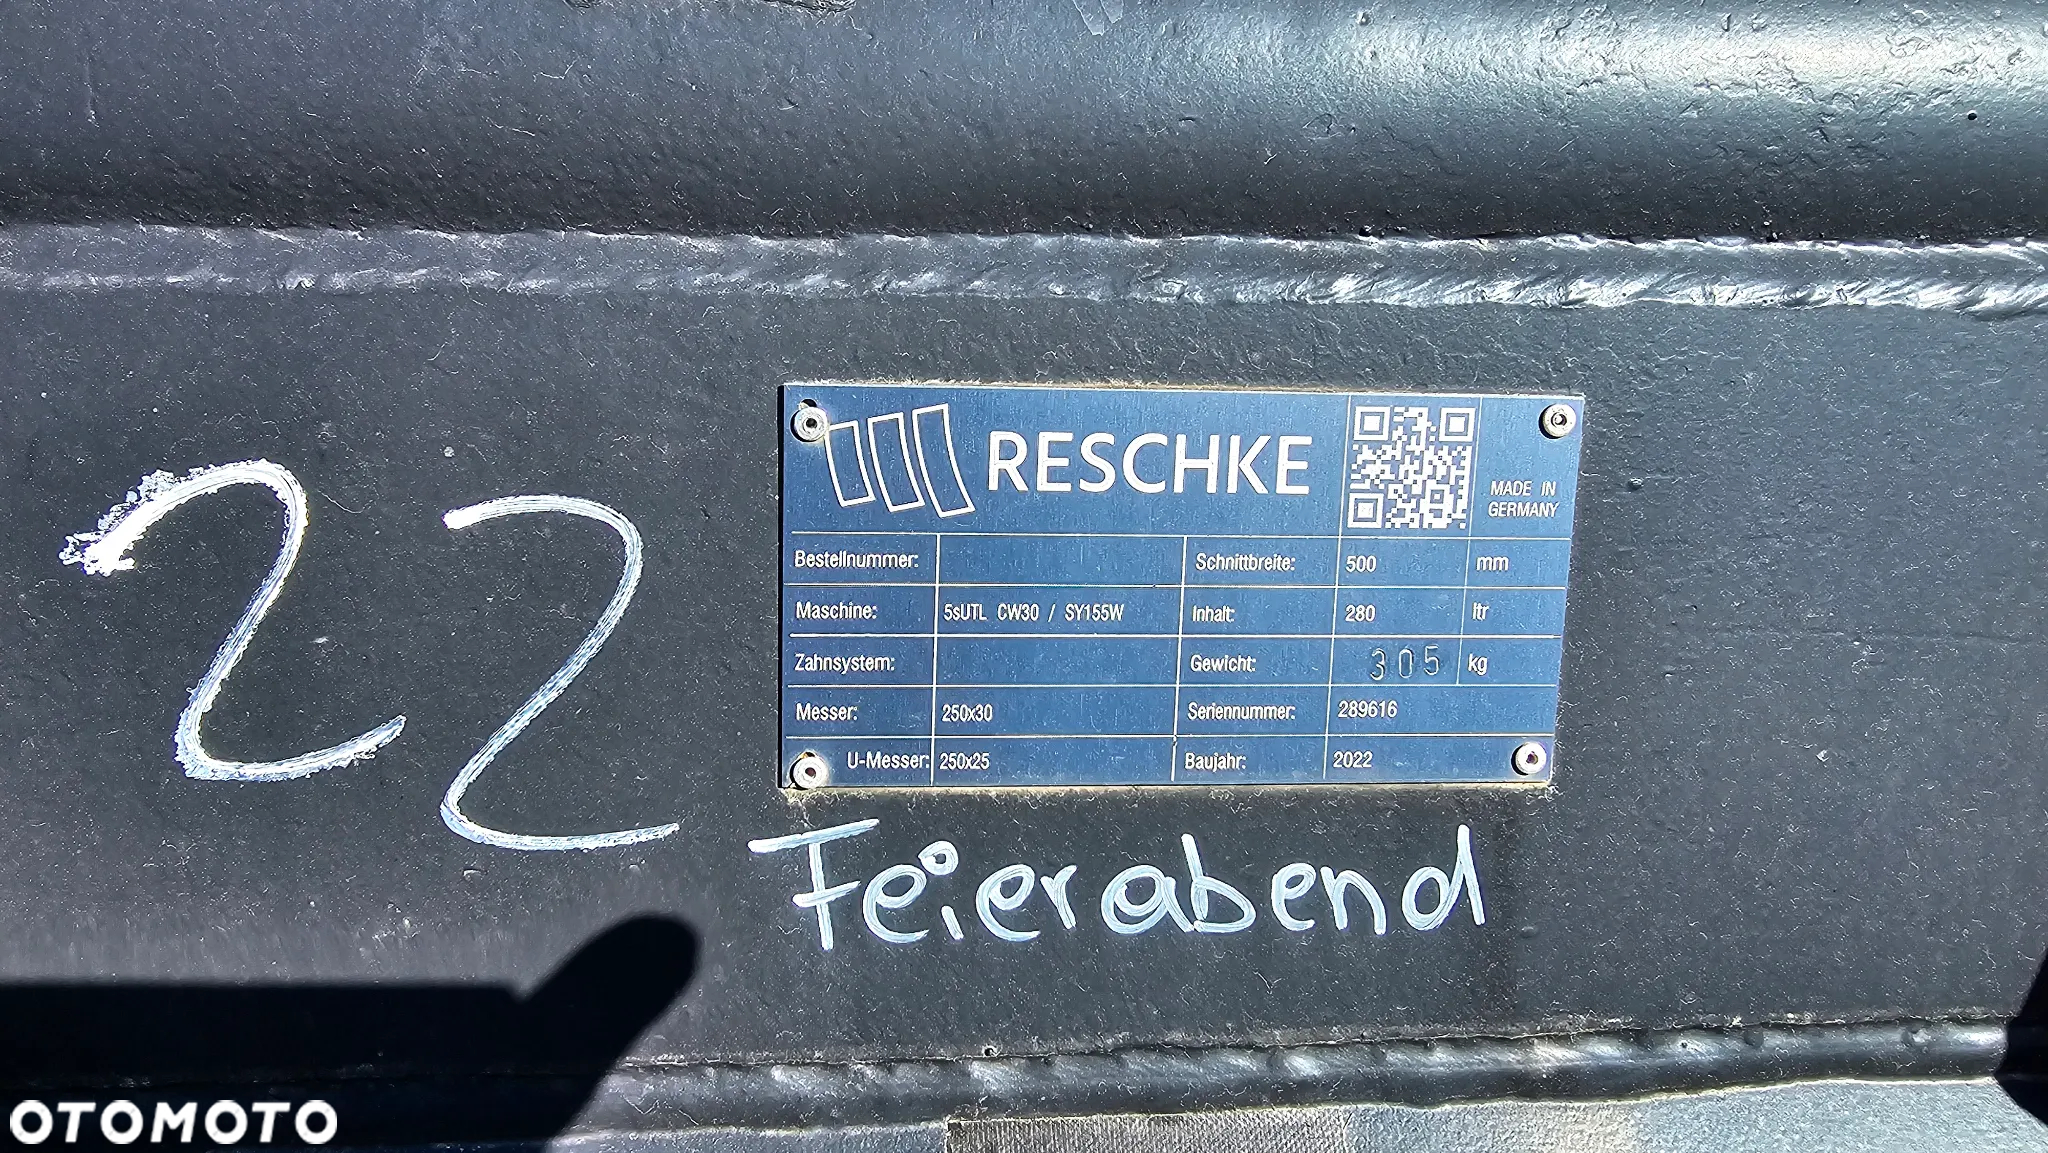 RESCHKE
MADE IN
GERMANY
Bestellnummer: Schnittbreite: 500 mm
Maschine: 5sUTL CW30 / SY155W Inhalt: 280 ltr
Zahnsystem: Gewicht: 305 kg
Messer: 250x30 Seriennummer: 289616
U-Messer: 250x25 Baujahr: 2022
22
Feierabend
OTOMOTO